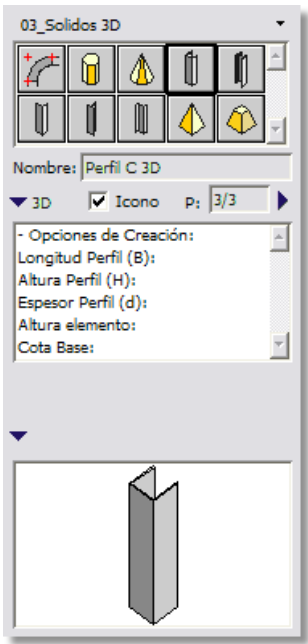 03_Solidos 3D
Nombre: Perfil C 3D
3D Icono P: 3/3
- Opciones de Creación:
Longitud Perfil (B):
Altura Perfil (H):
Espesor Perfil (d):
Altura elemento:
Cota Base: